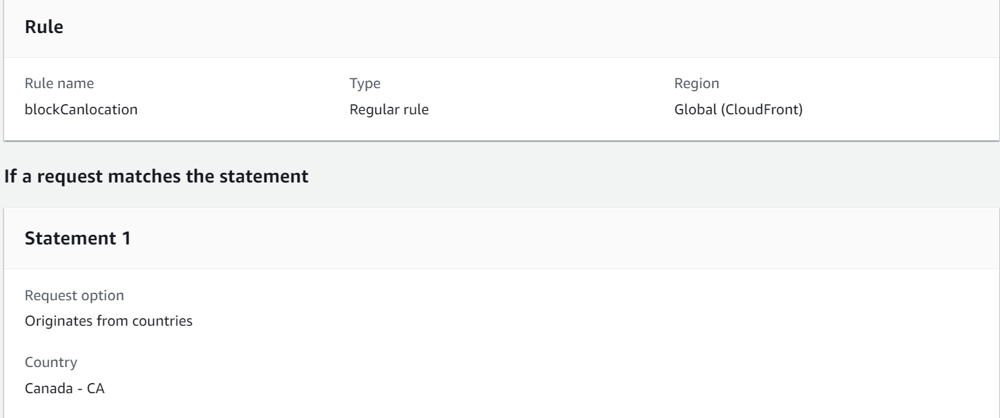 Rule
Rule name Type Region
blockCanlocation Regular rule Global (CloudFront)
If a request matches the statement
Statement 1
Request option
Originates from countries
Country
Canada - CA